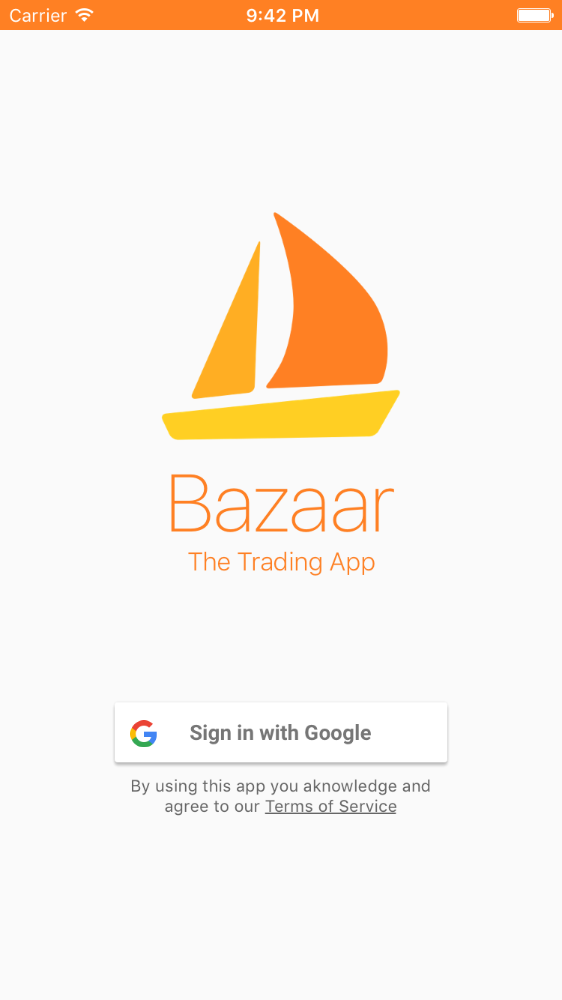 Carrier 9:42 PM
Bazaar
The Trading App
Sign in with Google
By using this app you aknowledge and
agree to our Terms of Service